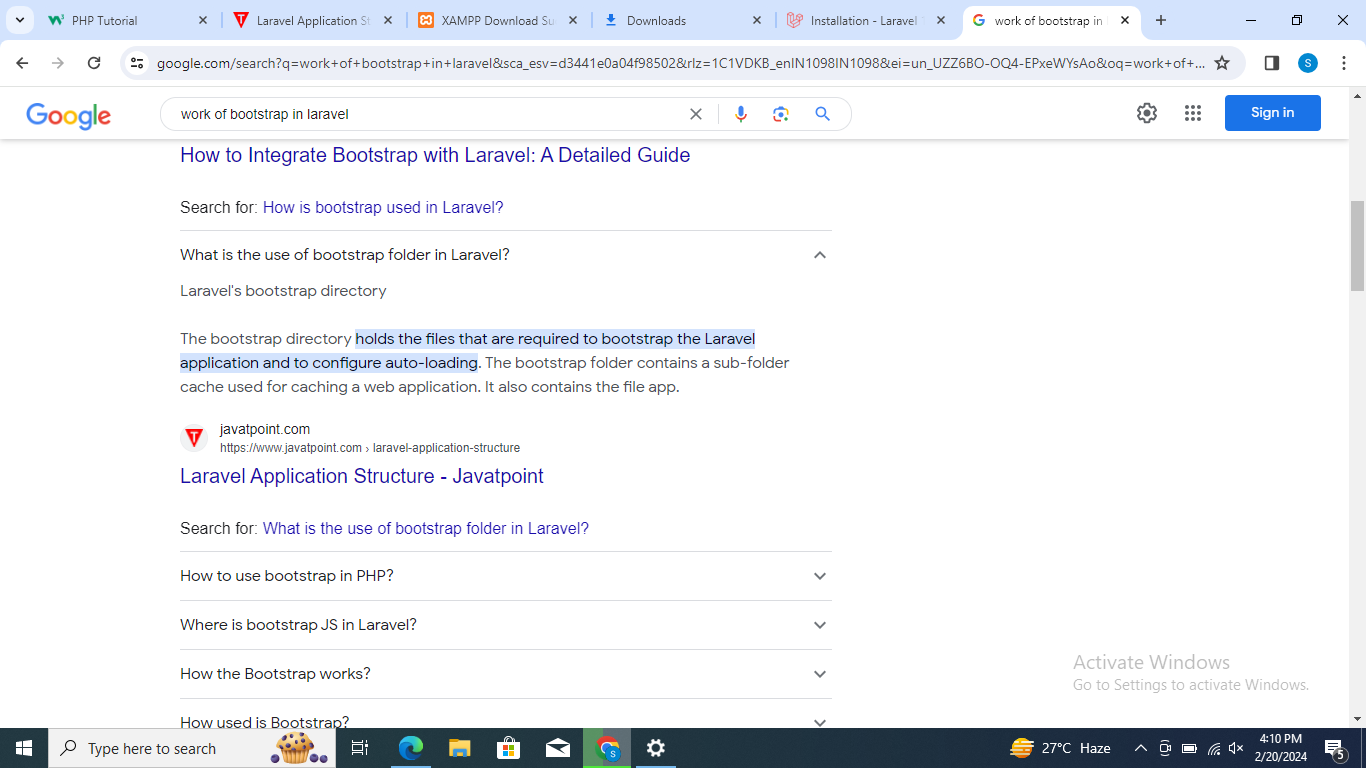 PHP Tutorial
Laravel Application St
XAMPP Download Su
Downloads
Installation - Laravel
work of bootstrap in
google.com/search?q=work+of+bootstrap+in+laravel&sca_esv=d3441e0a04f98502&rlz=1C1VDKB_enIN1098IN1098&ei=un_UZZ6BO-OQ4-EPxeWYsAo&oq=work+of+...
S
Google
work of bootstrap in laravel
Sign in
How to Integrate Bootstrap with Laravel: A Detailed Guide
Search for: How is bootstrap used in Laravel?
What is the use of bootstrap folder in Laravel?
Laravel's bootstrap directory
The bootstrap directory holds the files that are required to bootstrap the Laravel
application and to configure auto-loading. The bootstrap folder contains a sub-folder
cache used for caching a web application. It also contains the file app.
javatpoint.com
https://www.javatpoint.com › laravel-application-structure
Laravel Application Structure - Javatpoint
Search for: What is the use of bootstrap folder in Laravel?
How to use bootstrap in PHP?
Where is bootstrap JS in Laravel?
How the Bootstrap works?
How used is Bootstrap?
Activate Windows
Go to Settings to activate Windows.
Type here to search
27°C Haze
4:10 PM
2/20/2024
5